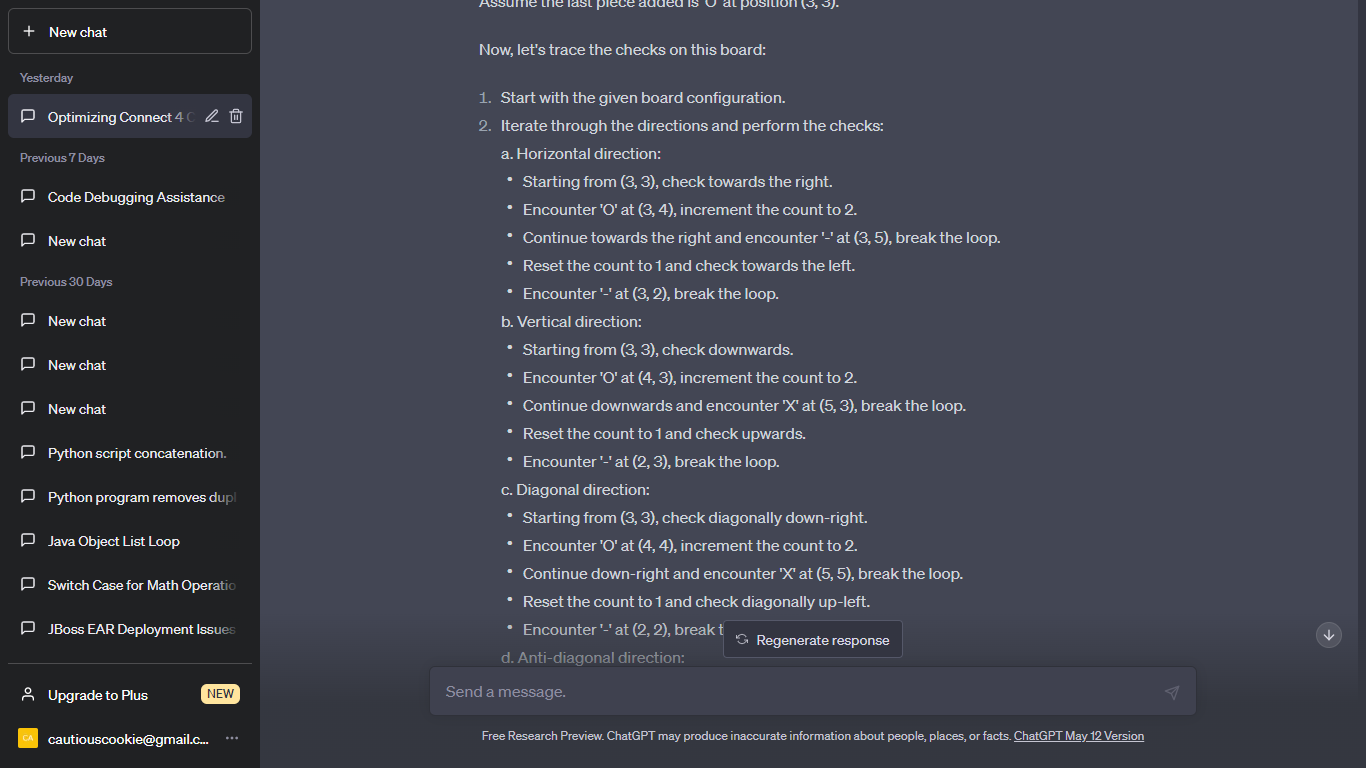 New chat
Yesterday
Optimizing Connect 4 C
Previous 7 Days
Code Debugging Assistance
New chat
Previous 30 Days
New chat
New chat
New chat
Python script concatenation.
Python program removes dupl
Java Object List Loop
Switch Case for Math Operatio
JBoss EAR Deployment Issues
Upgrade to Plus NEW
CA cautiouscookie@gmail.c...
Assume the last piece added is 'O' at position (3, 3).
Now, let's trace the checks on this board:
1. Start with the given board configuration.
2. Iterate through the directions and perform the checks:
a. Horizontal direction:
• Starting from (3, 3), check towards the right.
• Encounter 'O' at (3, 4), increment the count to 2.
• Continue towards the right and encounter '-' at (3, 5), break the loop.
• Reset the count to 1 and check towards the left.
• Encounter '-' at (3, 2), break the loop.
b. Vertical direction:
• Starting from (3, 3), check downwards.
• Encounter 'O' at (4, 3), increment the count to 2.
• Continue downwards and encounter 'X' at (5, 3), break the loop.
• Reset the count to 1 and check upwards.
• Encounter '-' at (2, 3), break the loop.
c. Diagonal direction:
• Starting from (3, 3), check diagonally down-right.
• Encounter 'O' at (4, 4), increment the count to 2.
• Continue down-right and encounter 'X' at (5, 5), break the loop.
• Reset the count to 1 and check diagonally up-left.
• Encounter '-' at (2, 2), break t
Regenerate response
d. Anti-diagonal direction:
Send a message.
Free Research Preview. ChatGPT may produce inaccurate information about people, places, or facts. ChatGPT May 12 Version